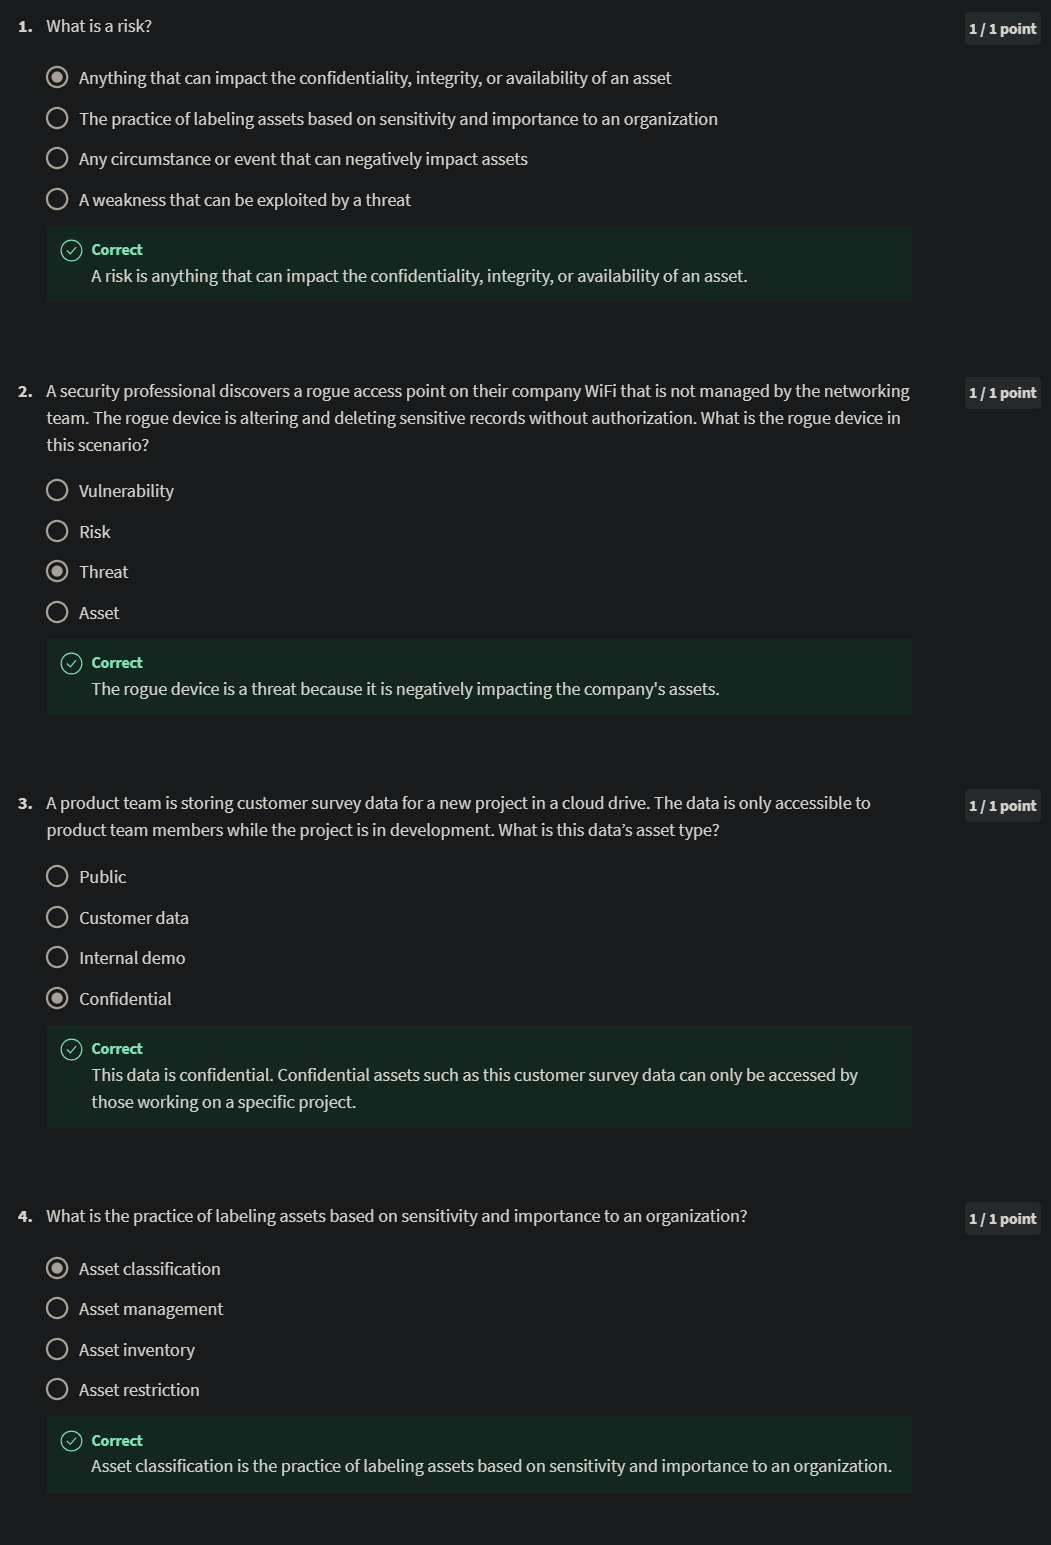 1. What is a risk?
1 / 1 point
Anything that can impact the confidentiality, integrity, or availability of an asset
The practice of labeling assets based on sensitivity and importance to an organization
Any circumstance or event that can negatively impact assets
A weakness that can be exploited by a threat
Correct
A risk is anything that can impact the confidentiality, integrity, or availability of an asset.
2. A security professional discovers a rogue access point on their company WiFi that is not managed by the networking
team. The rogue device is altering and deleting sensitive records without authorization. What is the rogue device in
this scenario?
1 / 1 point
Vulnerability
Risk
Threat
Asset
Correct
The rogue device is a threat because it is negatively impacting the company's assets.
3. A product team is storing customer survey data for a new project in a cloud drive. The data is only accessible to
product team members while the project is in development. What is this data’s asset type?
1 / 1 point
Public
Customer data
Internal demo
Confidential
Correct
This data is confidential. Confidential assets such as this customer survey data can only be accessed by
those working on a specific project.
4. What is the practice of labeling assets based on sensitivity and importance to an organization?
1 / 1 point
Asset classification
Asset management
Asset inventory
Asset restriction
Correct
Asset classification is the practice of labeling assets based on sensitivity and importance to an organization.